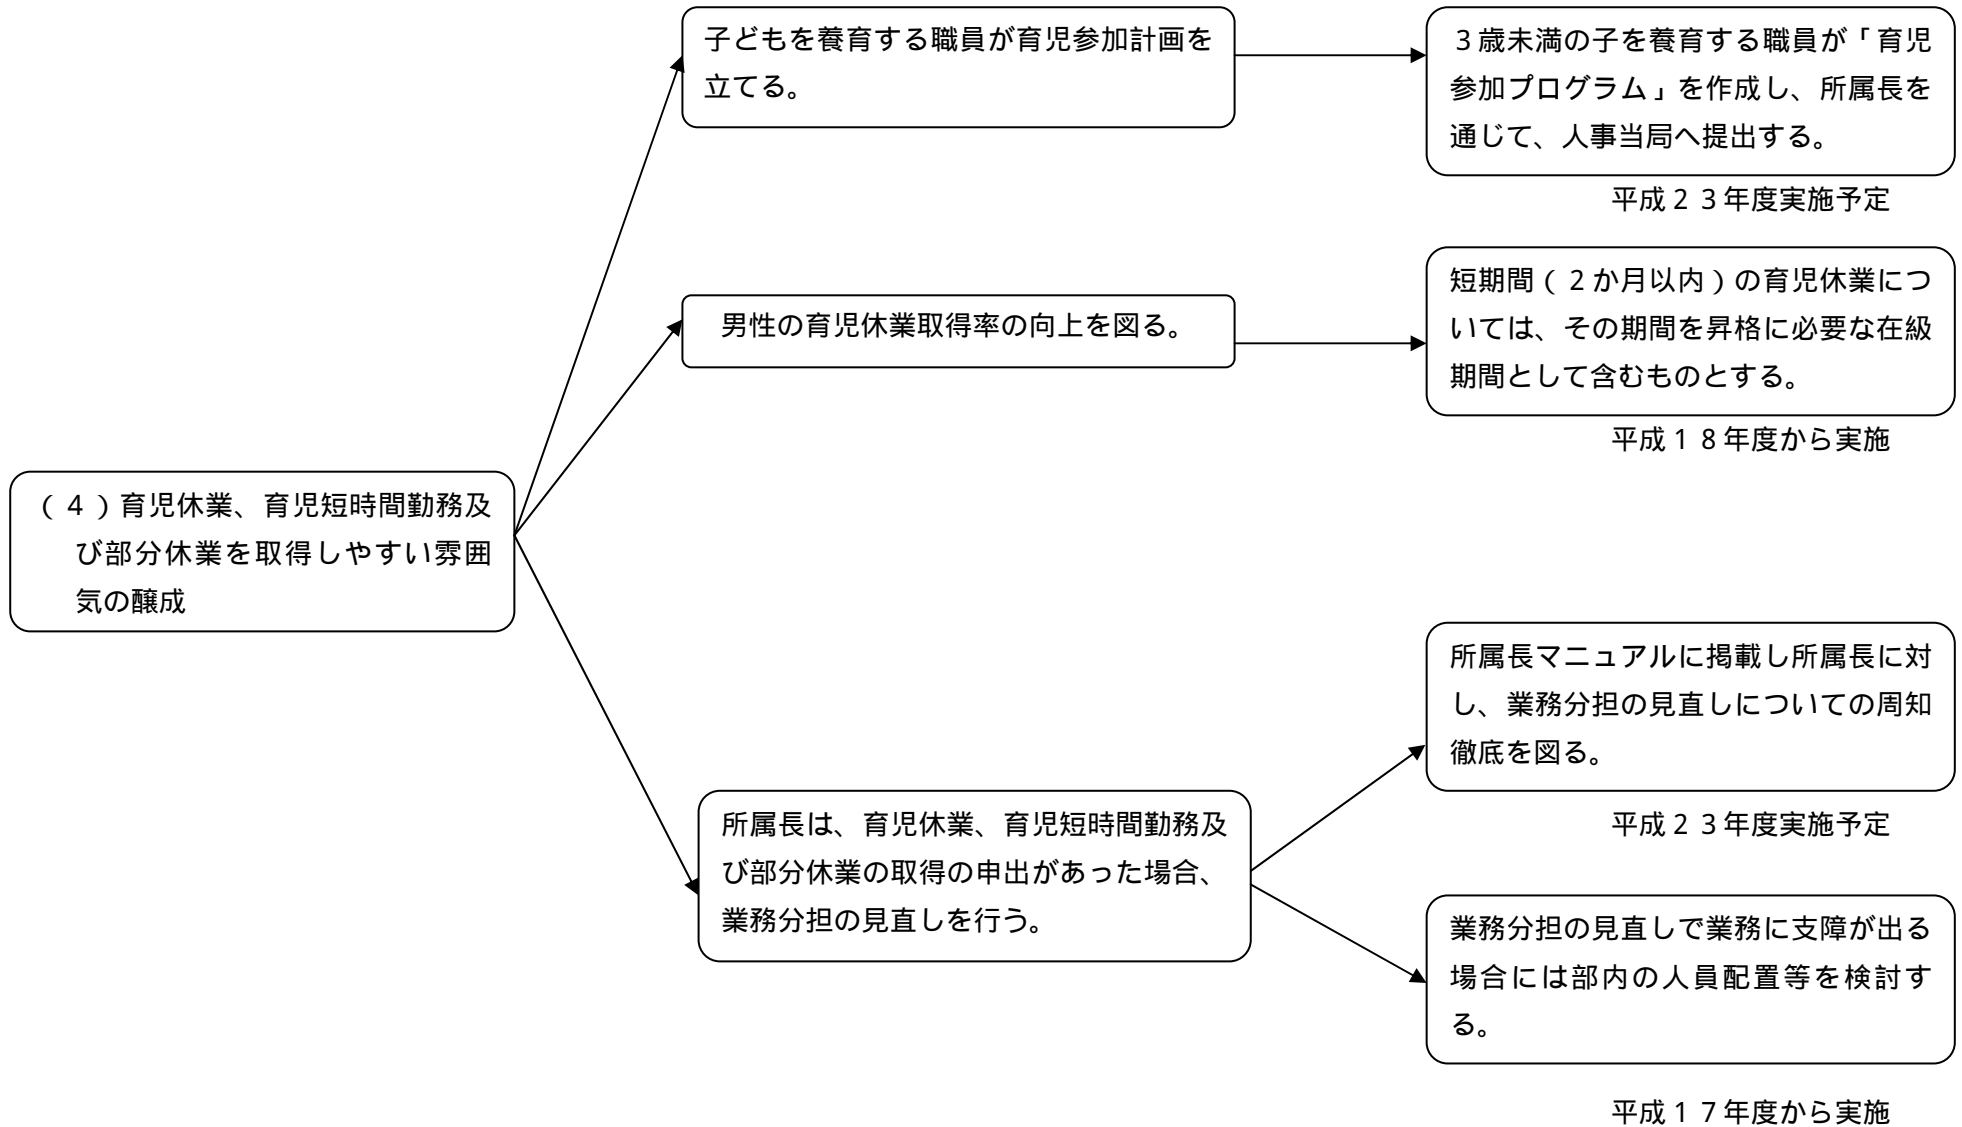 子どもを養育する職員が育児参加計画を
立てる。
３歳未満の子を養育する職員が「育児
参加プログラム」を作成し、所属長を
通じて、人事当局へ提出する。
平成２３年度実施予定
男性の育児休業取得率の向上を図る。
短期間（２か月以内）の育児休業につ
いては、その期間を昇格に必要な在級
期間として含むものとする。
平成１８年度から実施
（４）育児休業、育児短時間勤務及
び部分休業を取得しやすい雰囲
気の醸成
所属長は、育児休業、育児短時間勤務及
び部分休業の取得の申出があった場合、
業務分担の見直しを行う。
所属長マニュアルに掲載し所属長に対
し、業務分担の見直しについての周知
徹底を図る。
平成２３年度実施予定
業務分担の見直しで業務に支障が出る
場合には部内の人員配置等を検討す
る。
平成１７年度から実施